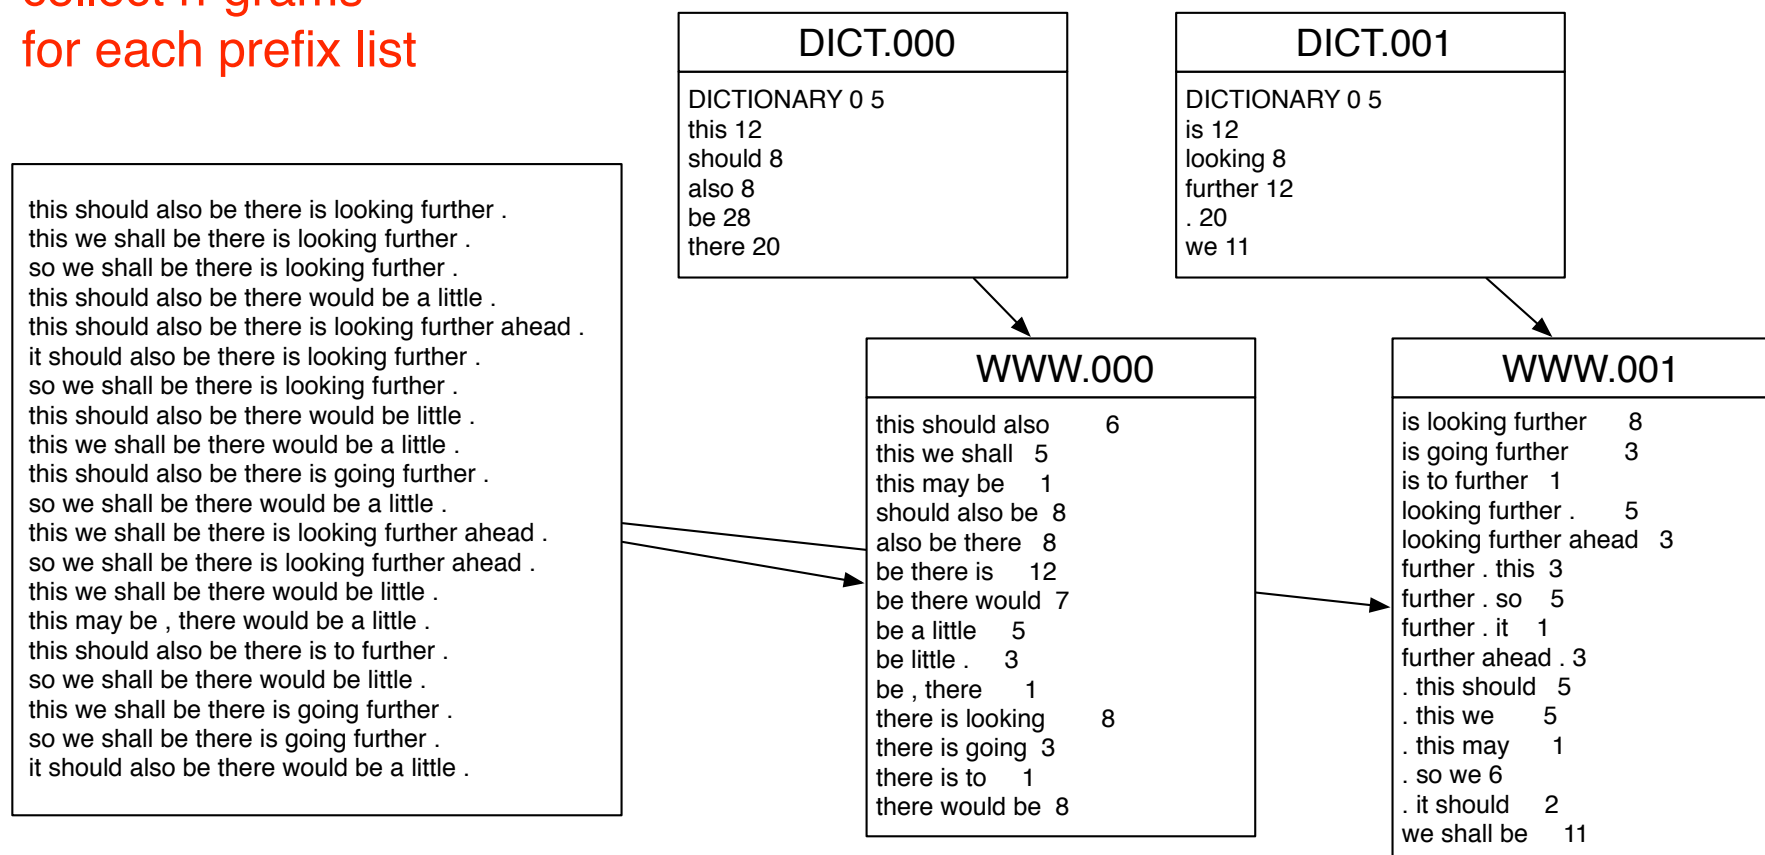 collect n-grams
for each prefix list
DICT.000
DICTIONARY 0 5
this 12
should 8
also 8
be 28
there 20
DICT.001
DICTIONARY 0 5
is 12
looking 8
further 12
. 20
we 11
this should also be there is looking further .
this we shall be there is looking further .
so we shall be there is looking further .
this should also be there would be a little .
this should also be there is looking further ahead .
it should also be there is looking further .
so we shall be there is looking further .
this should also be there would be little .
this we shall be there would be a little .
this should also be there is going further .
so we shall be there would be a little .
this we shall be there is looking further ahead .
so we shall be there is looking further ahead .
this we shall be there would be little .
this may be , there would be a little .
this should also be there is to further .
so we shall be there would be little .
this we shall be there is going further .
so we shall be there is going further .
it should also be there would be a little .
WWW.000
this should also 6
this we shall 5
this may be 1
should also be 8
also be there 8
be there is 12
be there would 7
be a little 5
be little . 3
be , there 1
there is looking 8
there is going 3
there is to 1
there would be 8
WWW.001
is looking further 8
is going further 3
is to further 1
looking further . 5
looking further ahead 3
further . this 3
further . so 5
further . it 1
further ahead . 3
. this should 5
. this we 5
. this may 1
. so we 6
. it should 2
we shall be 11